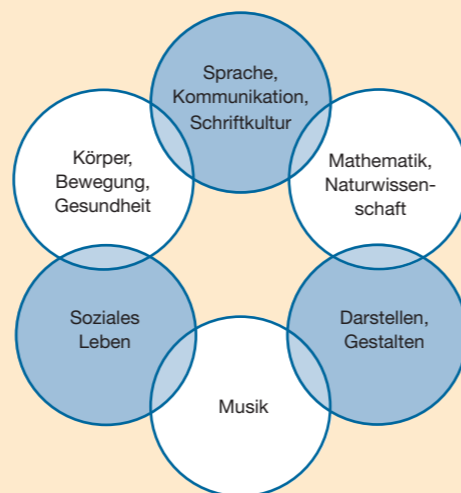 Sprache,
Kommunikation,
Schriftkultur
Körper,
Bewegung,
Gesundheit
Mathematik,
Naturwissen-
schaft
Soziales
Leben
Darstellen,
Gestalten
Musik